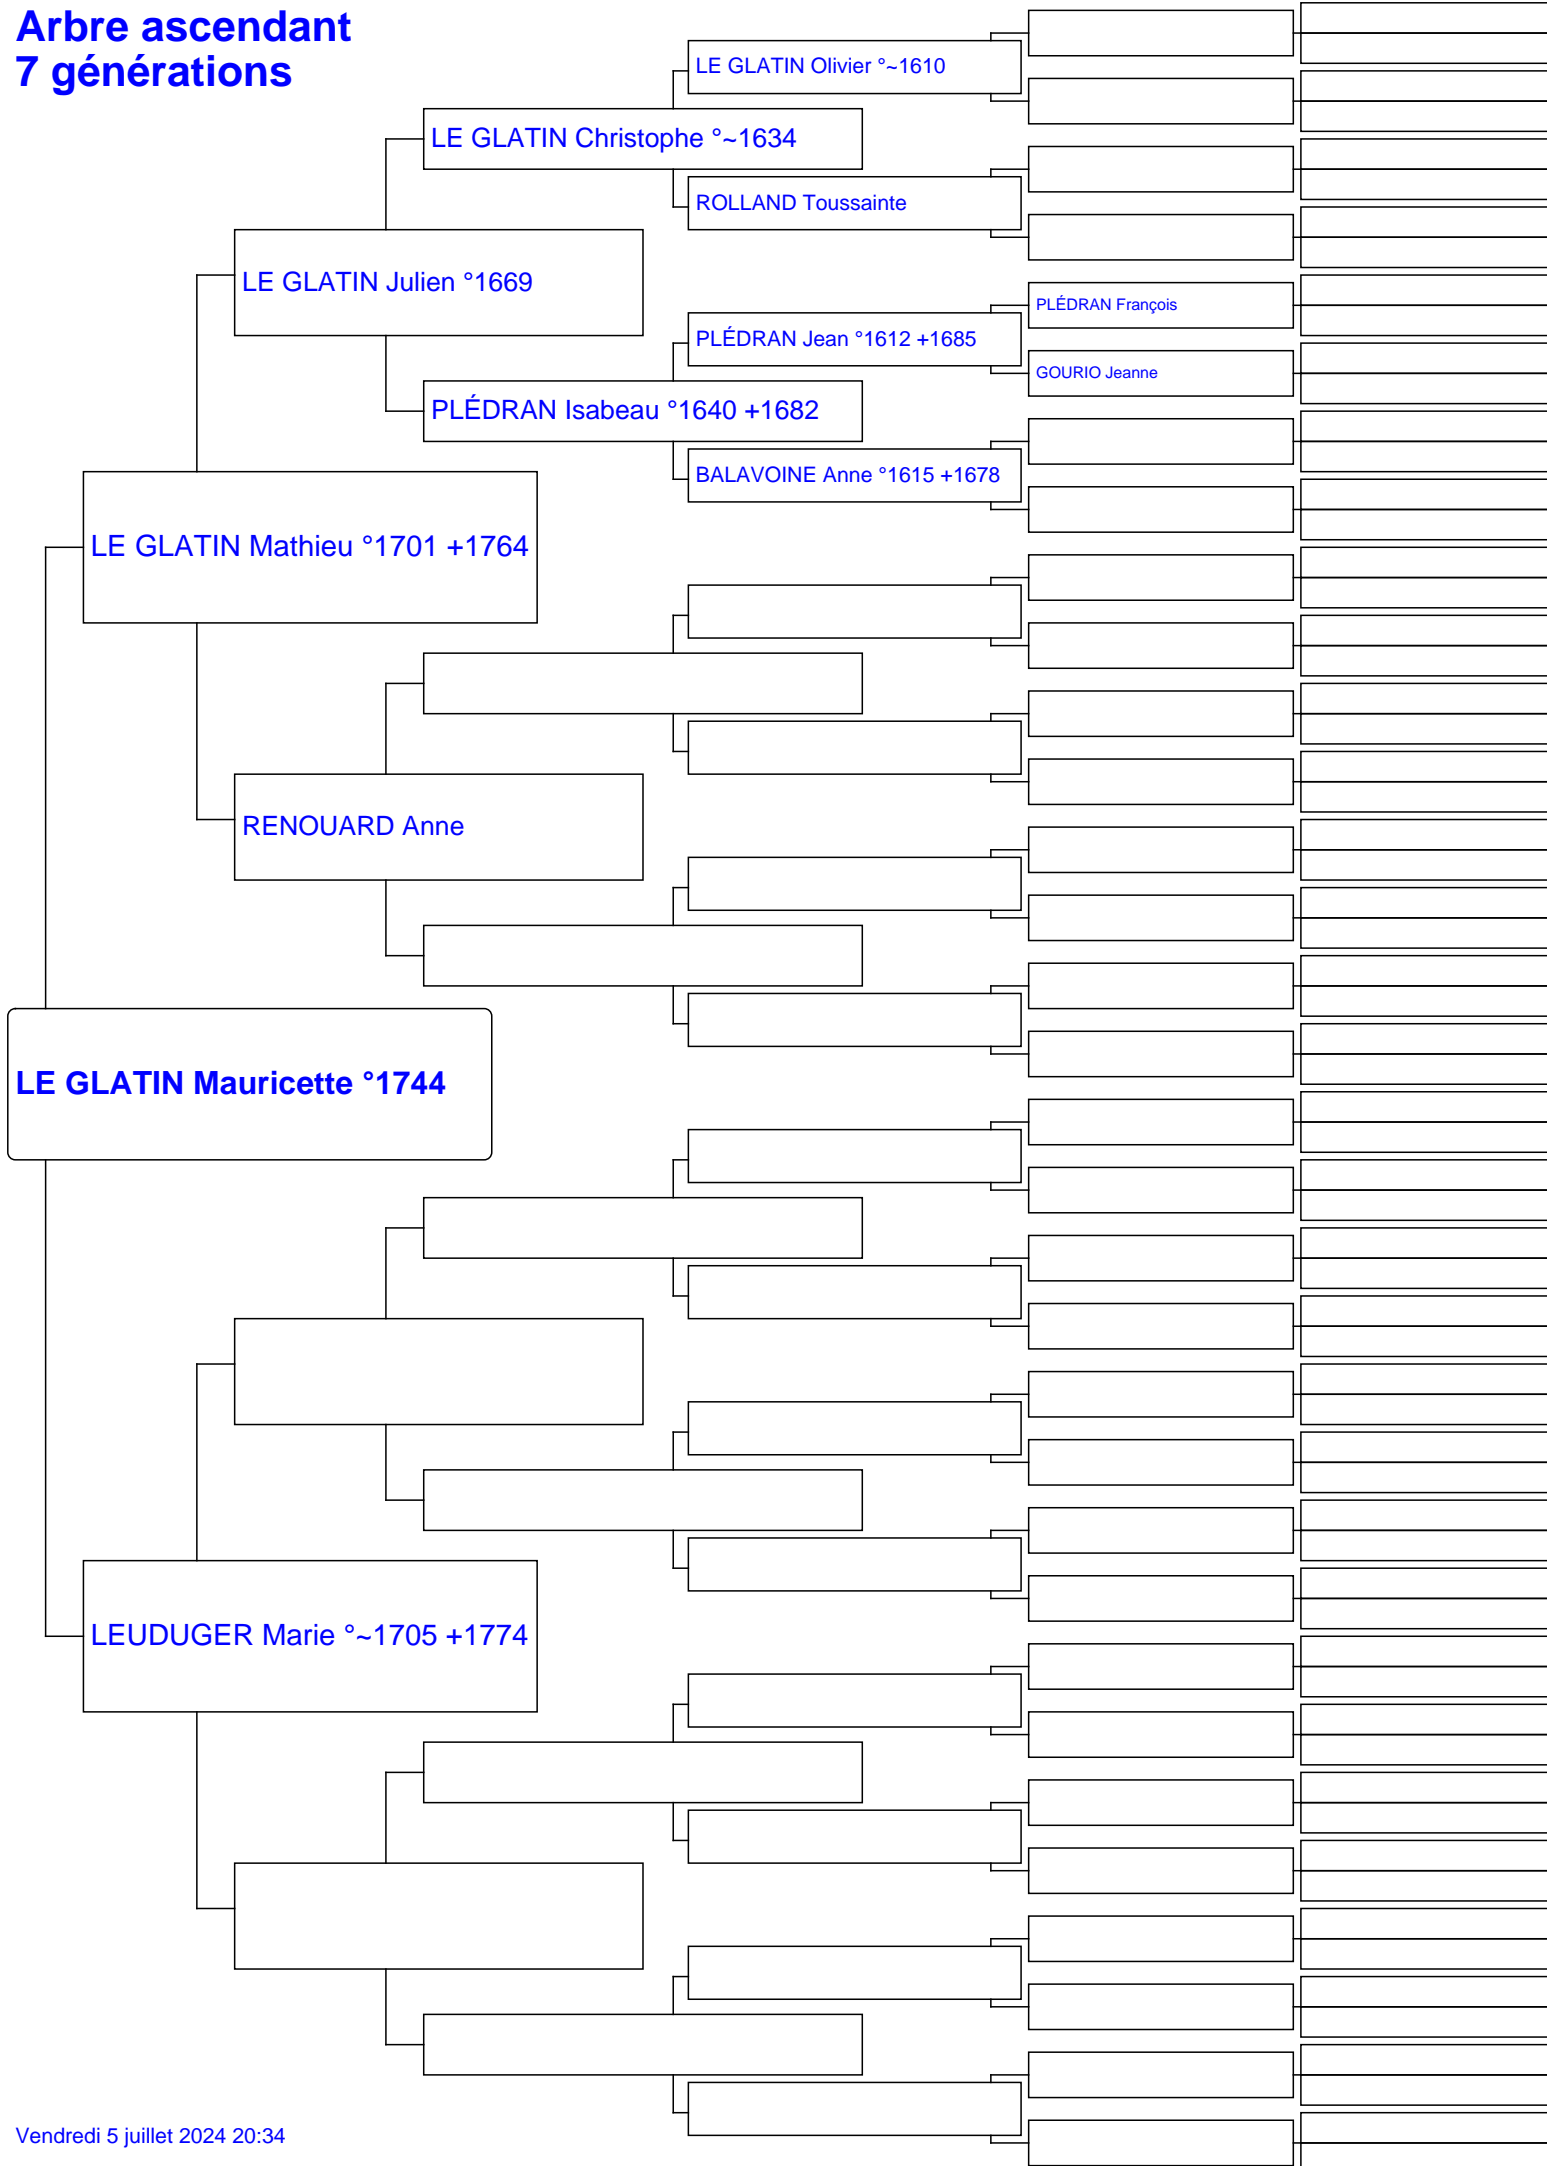 Arbre ascendant
7 générations
LE GLATIN Olivier °~1610
LE GLATIN Christophe °~1634
ROLLAND Toussainte
LE GLATIN Julien °1669
PLÉDRAN François
PLÉDRAN Jean °1612 +1685
GOURIO Jeanne
PLÉDRAN Isabeau °1640 +1682
BALAVOINE Anne °1615 +1678
LE GLATIN Mathieu °1701 +1764
RENOUARD Anne
LE GLATIN Mauricette °1744
LEUDUGER Marie °~1705 +1774
Vendredi 5 juillet 2024 20:34